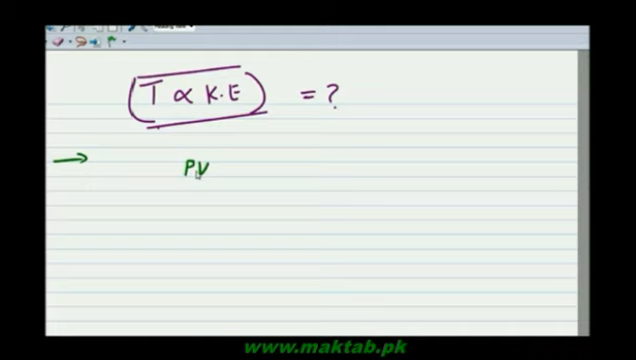 (T ∝ K.E) = ?
→ PV
www.maktab.pk